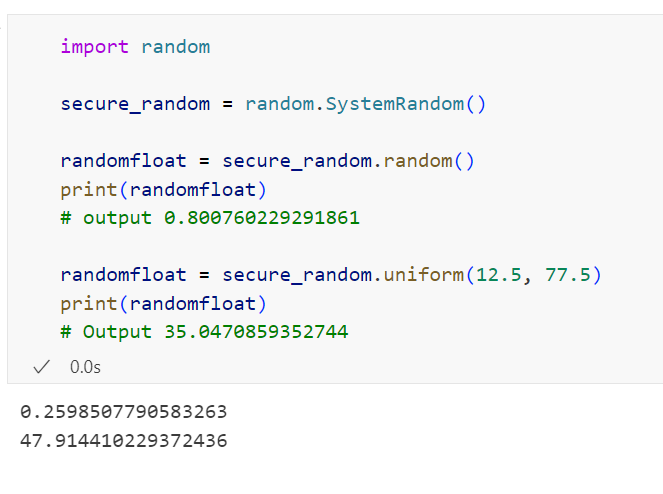 import random
secure_random = random.SystemRandom()
randomfloat = secure_random.random()
print(randomfloat)
# output 0.800760229291861
randomfloat = secure_random.uniform(12.5, 77.5)
print(randomfloat)
# Output 35.0470859352744
0.0s
0.2598507790583263
47.914410229372436